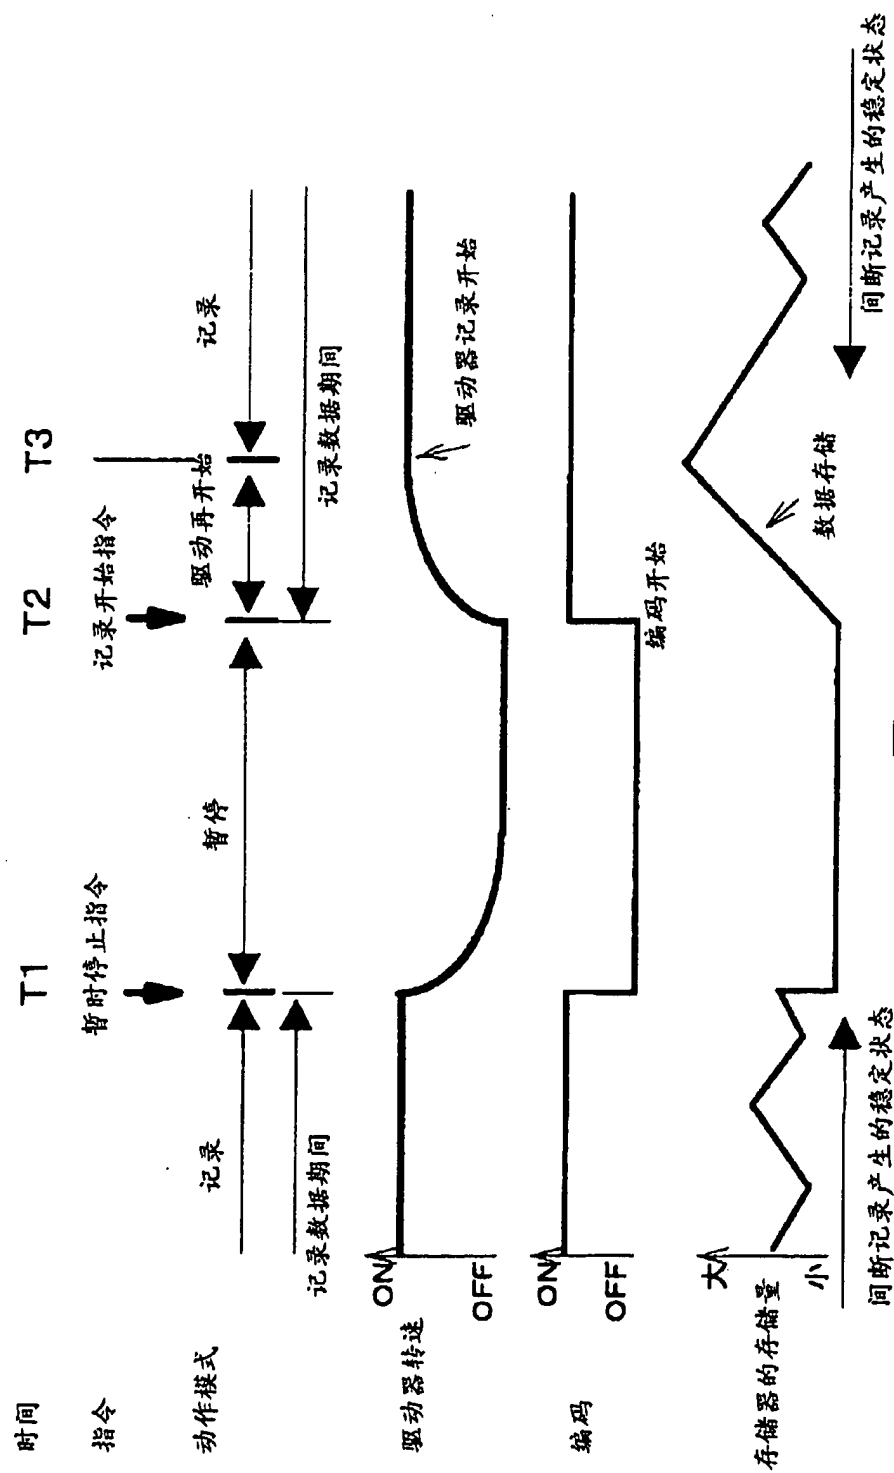 时间
T1
T2
T3
指令
暂时停止指令
记录开始指令
动作模式
记录
暂停
驱动再开始
记录
记录数据期间
记录数据期间
驱动器转速
ON
OFF
驱动器记录开始
编码
ON
OFF
编码开始
存储器的存储量
大
小
数据存储
间断记录产生的稳定状态
间断记录产生的稳定状态